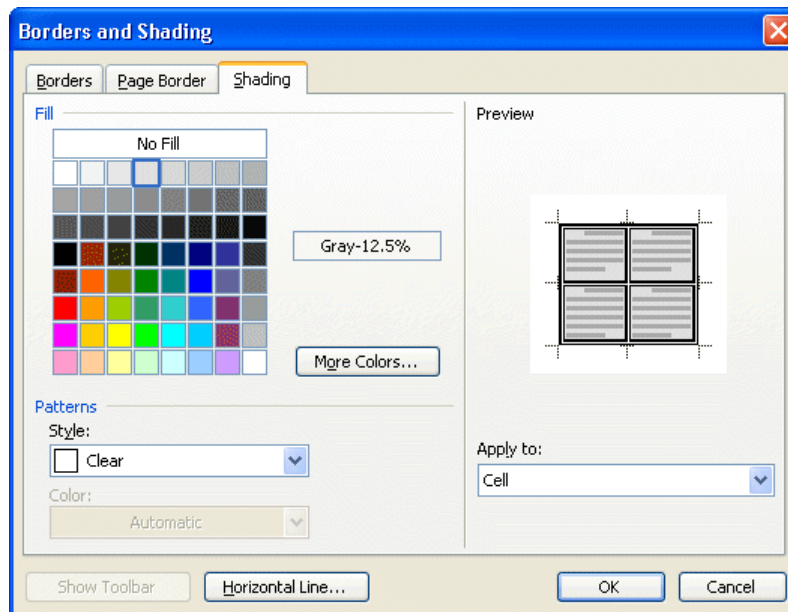 Borders and Shading
Borders
Page Border
Shading
Fill
No Fill
Gray-12.5%
More Colors...
Patterns
Style:
Clear
Color:
Automatic
Preview
Apply to:
Cell
Show Toolbar
Horizontal Line...
OK
Cancel